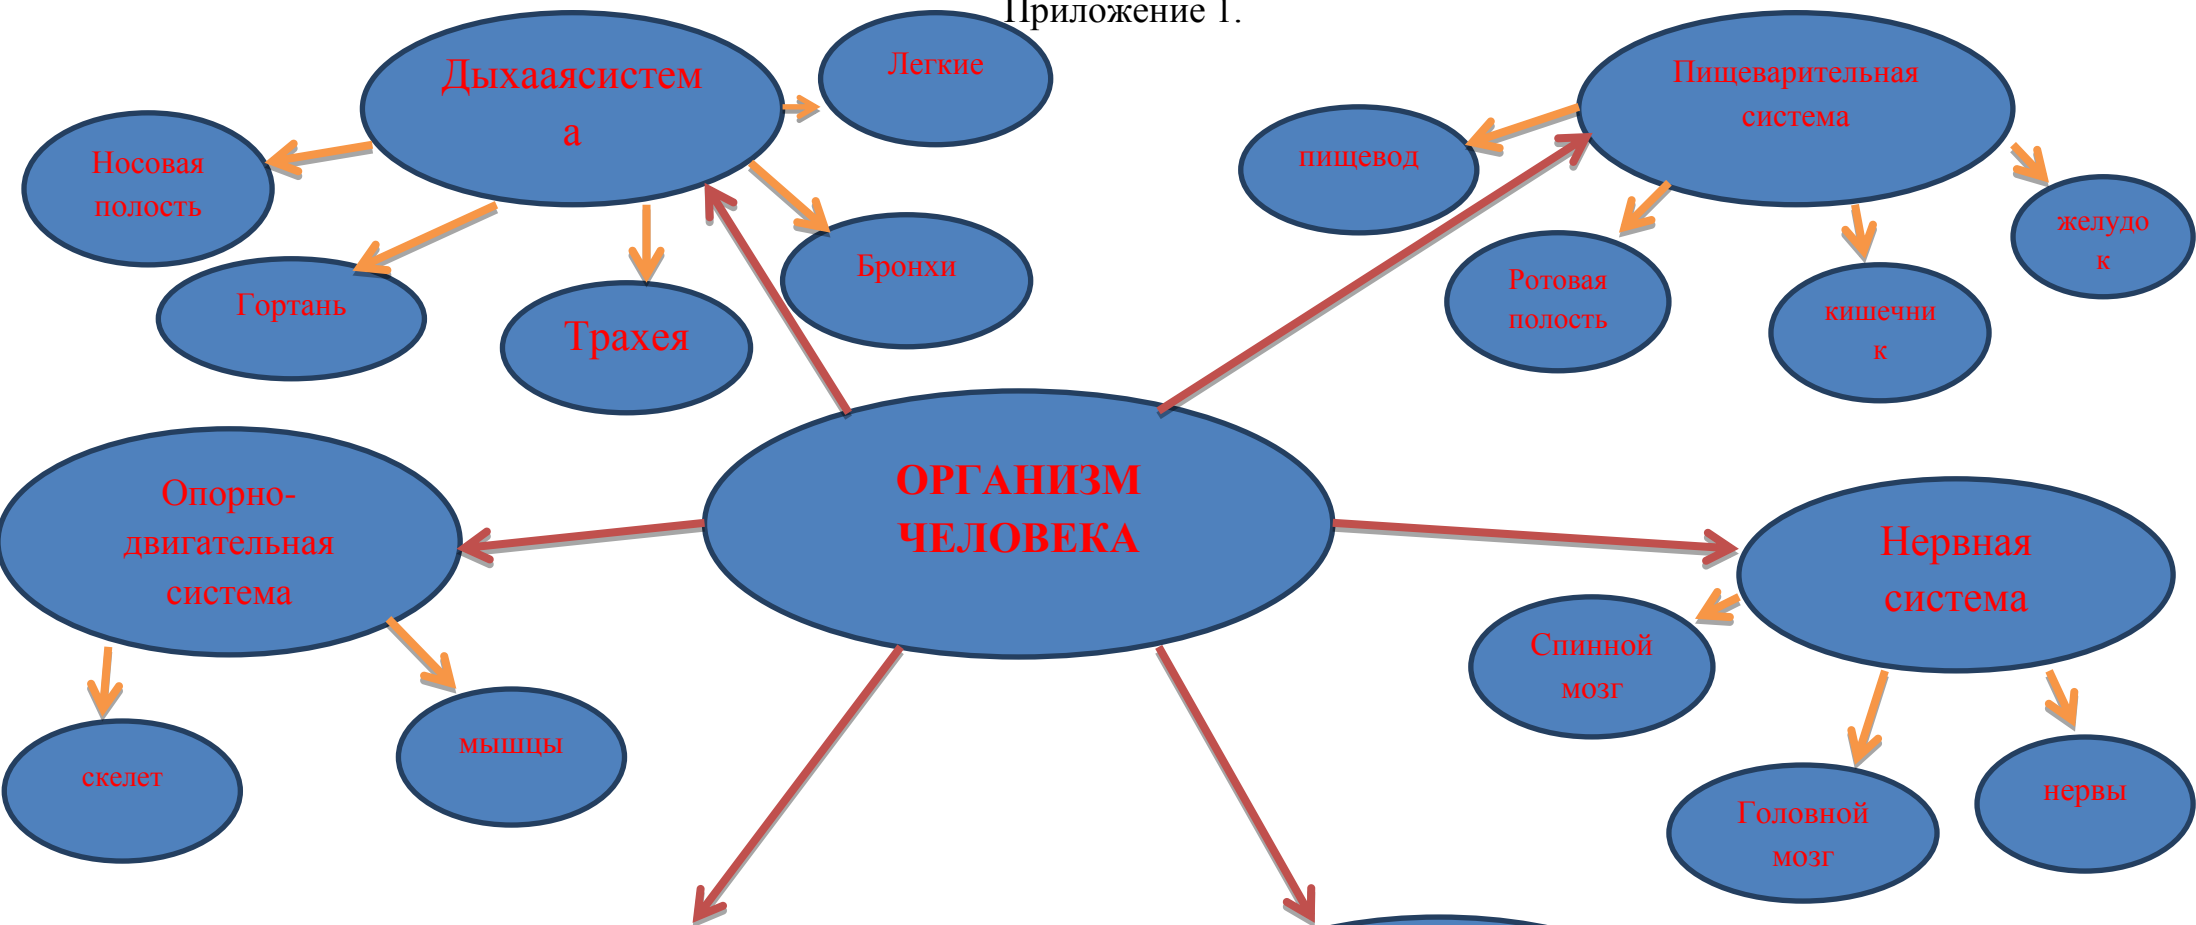 Приложение 1.
Дыхааясистем
а
Легкие
Носовая
полость
Гортань
Трахея
Бронхи
Пищеварительная
система
пищевод
Ротовая
полость
кишечни
к
желудо
к
ОРГАНИЗМ
ЧЕЛОВЕКА
Опорно-
двигательная
система
скелет
мышцы
Нервная
система
Спинной
мозг
Головной
мозг
нервы